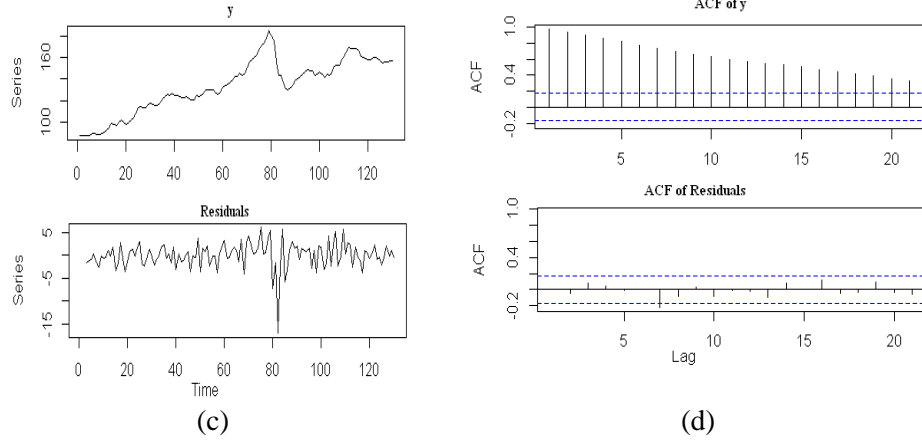 y
Series
160
100
0 20 40 60 80 100 120
Residuals
Series
5
-5
-15
0 20 40 60 80 100 120
Time
(c)
ACF of y
ACF
1.0
0.4
-0.2
5 10 15 20
ACF of Residuals
ACF
1.0
0.4
-0.2
5 10 15 20
Lag
(d)